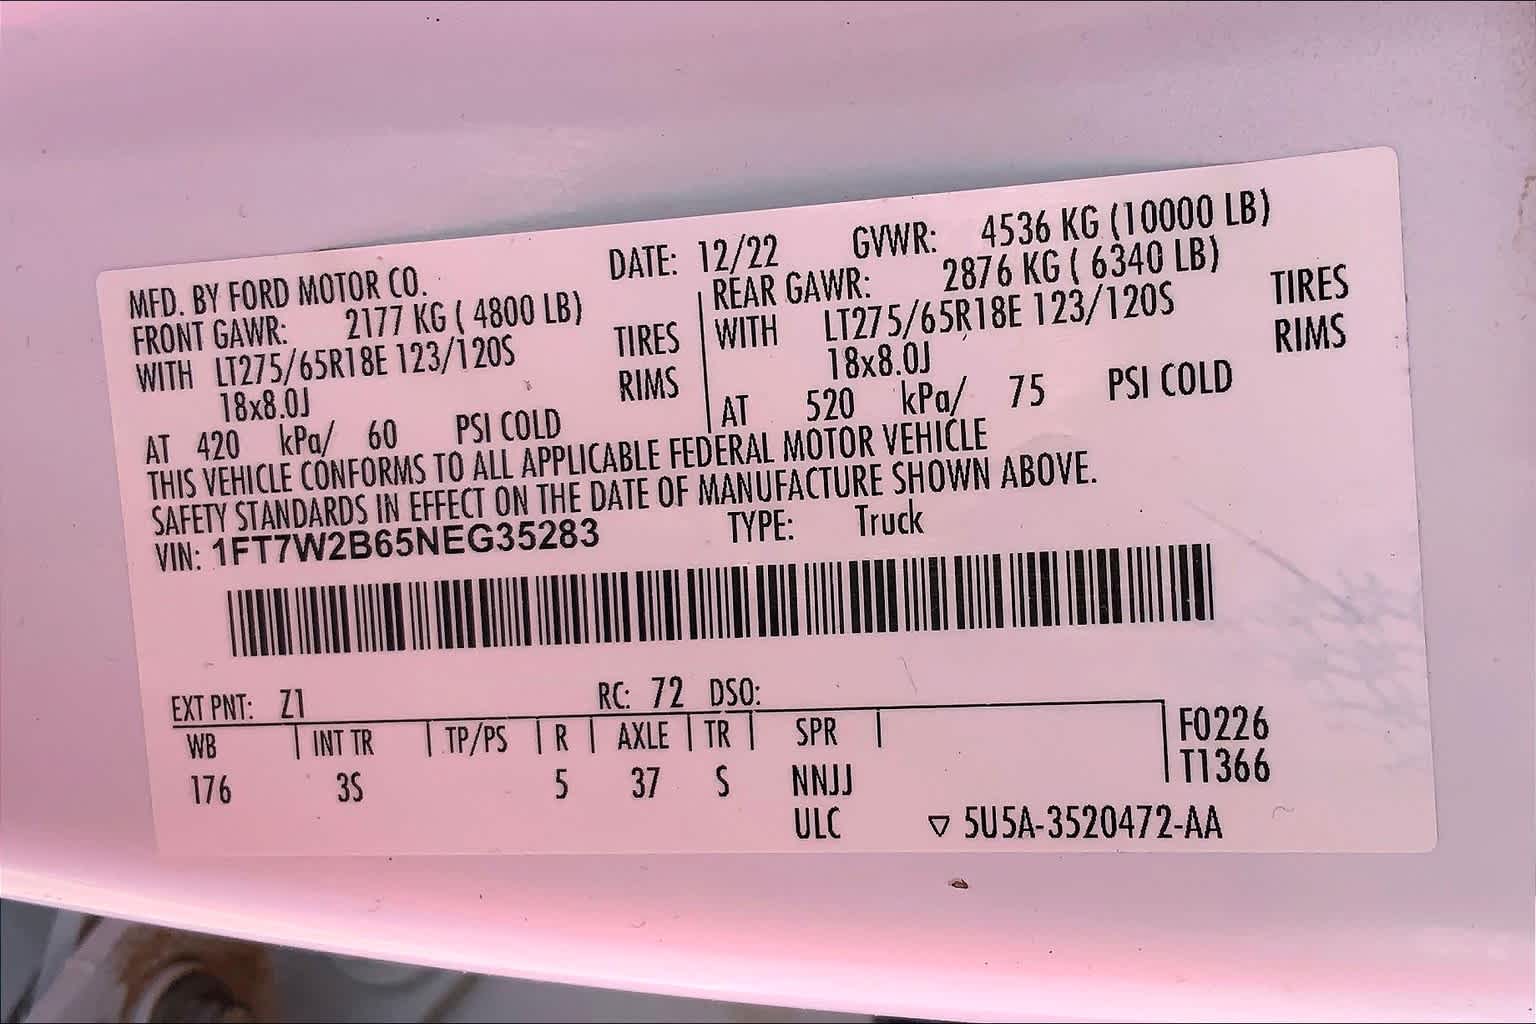 MFD. BY FORD MOTOR CO. DATE: 12/22 GVWR: 4536 KG (10000 LB)
FRONT GAWR: 2177 KG ( 4800 LB) REAR GAWR: 2876 KG ( 6340 LB)
WITH LT275/65R18E 123/120S TIRES WITH LT275/65R18E 123/120S TIRES
18x8.0J RIMS 18x8.0J RIMS
AT 420 kPa/ 60 PSI COLD AT 520 kPa/ 75 PSI COLD
THIS VEHICLE CONFORMS TO ALL APPLICABLE FEDERAL MOTOR VEHICLE
SAFETY STANDARDS IN EFFECT ON THE DATE OF MANUFACTURE SHOWN ABOVE.
VIN: 1FT7W2B65NEG35283 TYPE: Truck
EXT PNT: Z1 RC: 72 DSO:
WB INT TR TP/PS R AXLE TR SPR F0226
176 3S 5 37 S NNJJ T1366
ULC ▽ 5U5A-3520472-AA